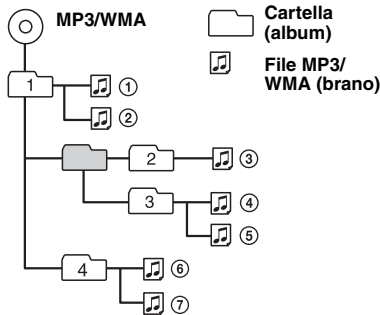 MP3/WMA
Cartella
(album)
File MP3/
WMA (brano)
1
①
②
2
③
3
④
⑤
4
⑥
⑦